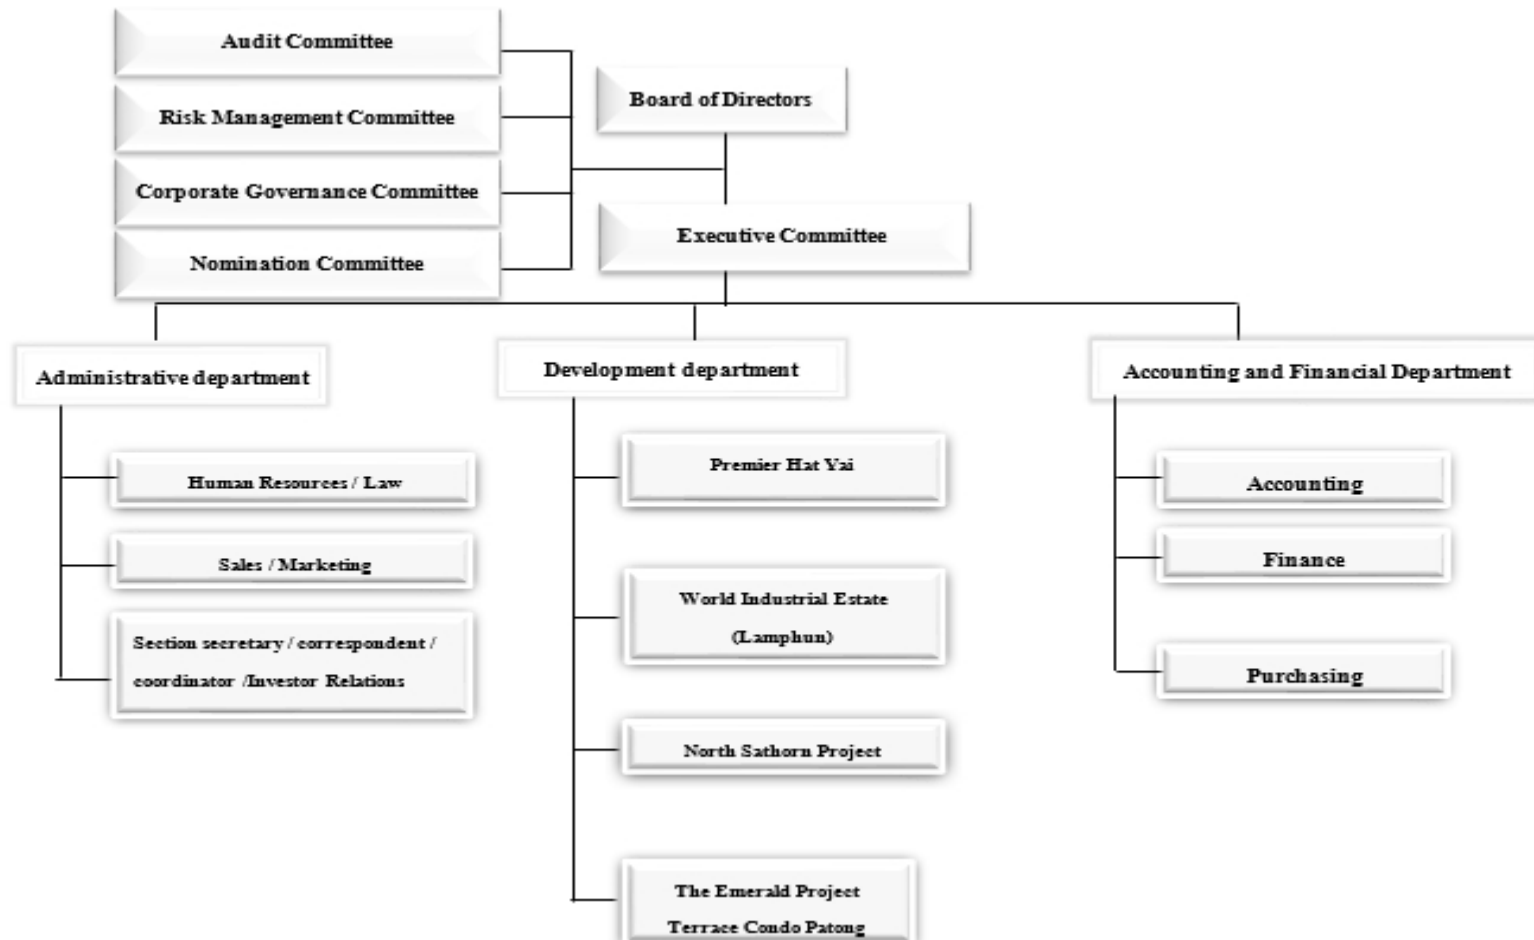 Audit Committee
Board of Directors
Risk Management Committee
Corporate Governance Committee
Executive Committee
Nomination Committee
Administrative department
Development department
Accounting and Financial Department
Human Resources / Law
Sales / Marketing
Section secretary / correspondent /
coordinator /Investor Relations
Premier Hat Yai
World Industrial Estate
(Lamphun)
North Sathorn Project
The Emerald Project
Terrace Condo Patong
Accounting
Finance
Purchasing